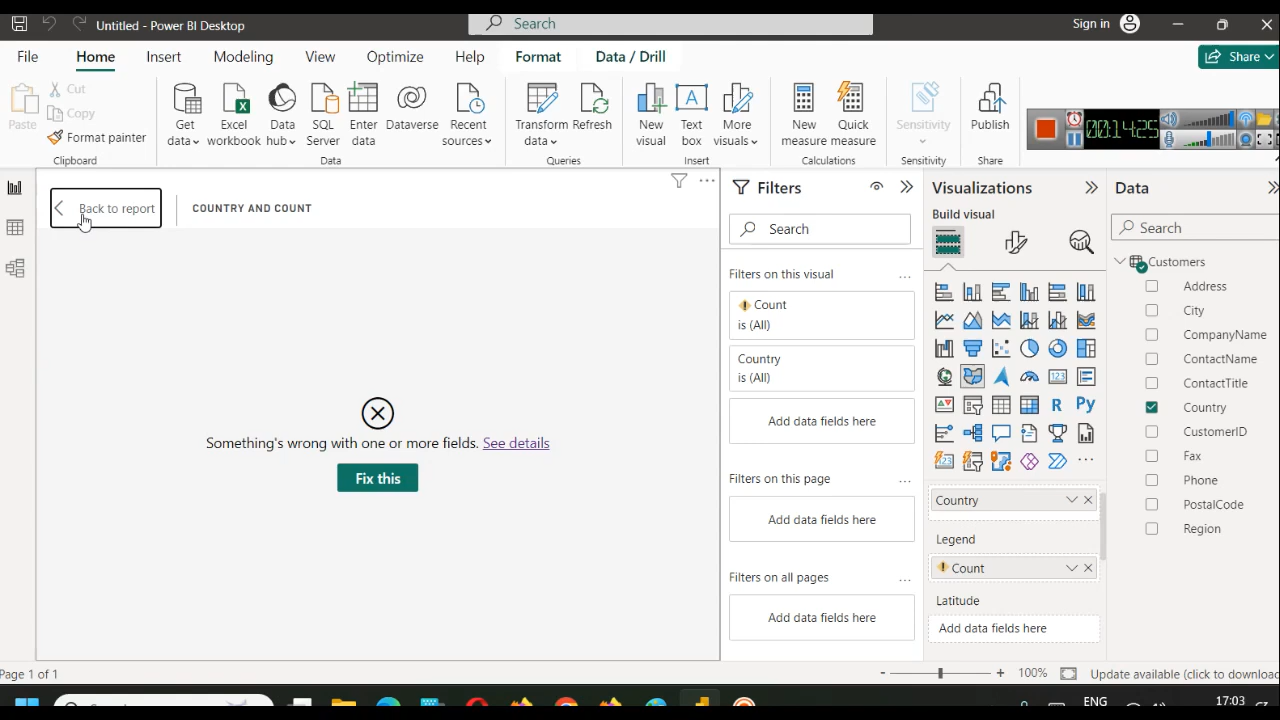 Untitled - Power BI Desktop
Search
Sign in
File
Home
Insert
Modeling
View
Optimize
Help
Format
Data / Drill
Share
Paste
Cut
Copy
Format painter
Clipboard
Get data
Excel workbook
Data hub
SQL Server
Enter data
Dataverse
Recent sources
Data
Transform data
Refresh
Queries
New visual
Text box
More visuals
Insert
New measure
Quick measure
Calculations
Sensitivity
Sensitivity
Publish
Share
00:14:25
Back to report
COUNTRY AND COUNT
Something's wrong with one or more fields. See details
Fix this
Filters
Search
Filters on this visual
Count
is (All)
Country
is (All)
Add data fields here
Filters on this page
Add data fields here
Filters on all pages
Add data fields here
Visualizations
Build visual
R
Py
123
Country
Legend
Count
Latitude
Add data fields here
Data
Search
Customers
Address
City
CompanyName
ContactName
ContactTitle
Country
CustomerID
Fax
Phone
PostalCode
Region
Page 1 of 1
100%
Update available (click to download
ENG
17:03